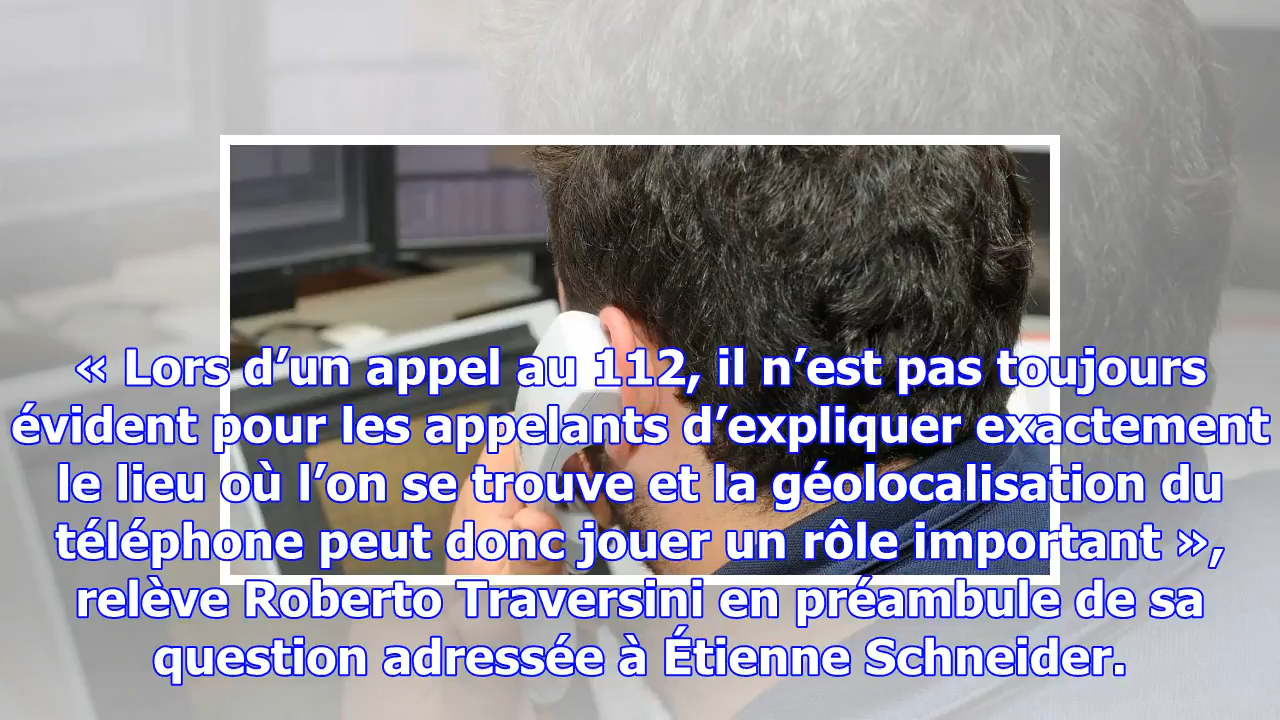 « Lors d’un appel au 112, il n’est pas toujours
évident pour les appelants d’expliquer exactement
le lieu où l’on se trouve et la géolocalisation du
téléphone peut donc jouer un rôle important »,
relève Roberto Traversini en préambule de sa
question adressée à Étienne Schneider.